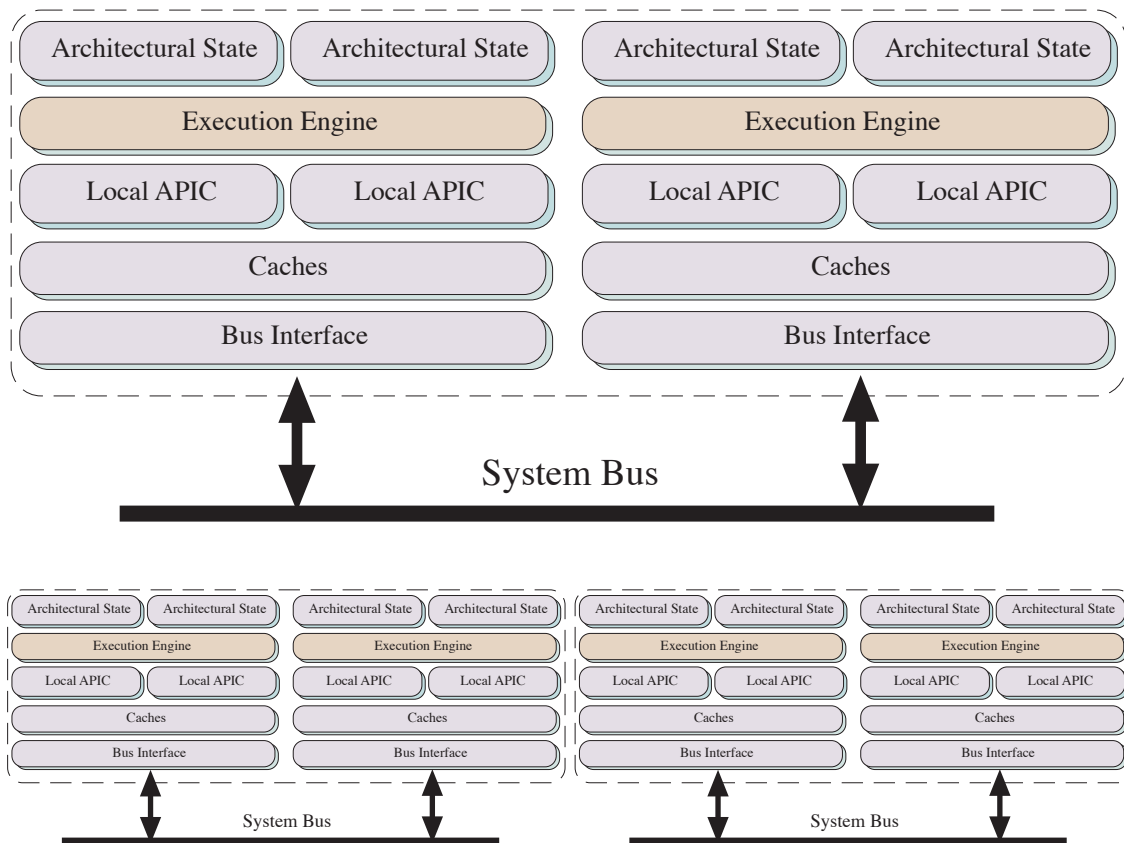 Architectural State Architectural State Architectural State Architectural State
Execution Engine Execution Engine
Local APIC Local APIC Local APIC Local APIC
Caches Caches
Bus Interface Bus Interface
System Bus
Architectural State Architectural State Architectural State Architectural State Architectural State Architectural State Architectural State Architectural State
Execution Engine Execution Engine Execution Engine Execution Engine
Local APIC Local APIC Local APIC Local APIC Local APIC Local APIC Local APIC Local APIC
Caches Caches Caches Caches
Bus Interface Bus Interface Bus Interface Bus Interface
System Bus System Bus